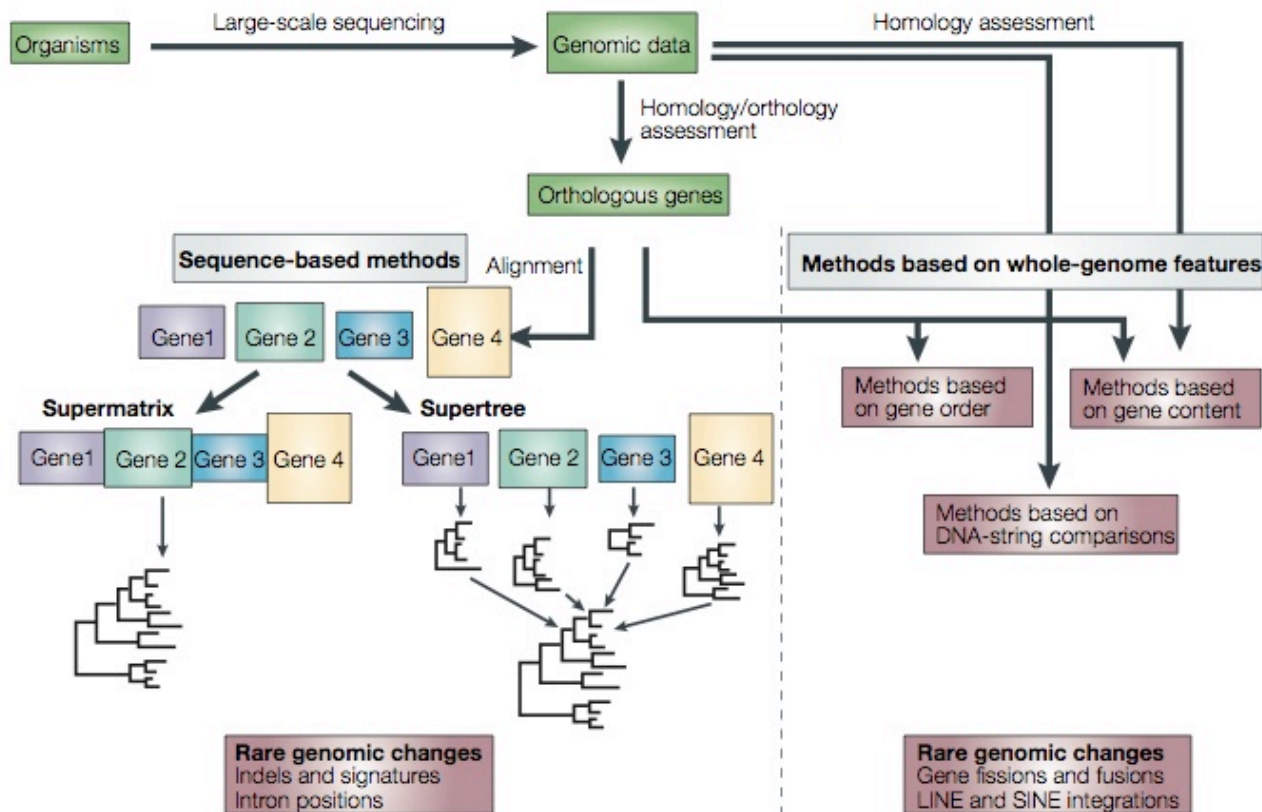 Organisms
Large-scale sequencing
Genomic data
Homology assessment
Homology/orthology
assessment
Orthologous genes
Sequence-based methods
Alignment
Methods based on whole-genome features
Gene1
Gene 2
Gene 3
Gene 4
Methods based
on gene order
Methods based
on gene content
Supermatrix
Supertree
Gene1
Gene 2
Gene 3
Gene 4
Gene1
Gene 2
Gene 3
Gene 4
Methods based on
DNA-string comparisons
Rare genomic changes
Indels and signatures
Intron positions
Rare genomic changes
Gene fissions and fusions
LINE and SINE integrations